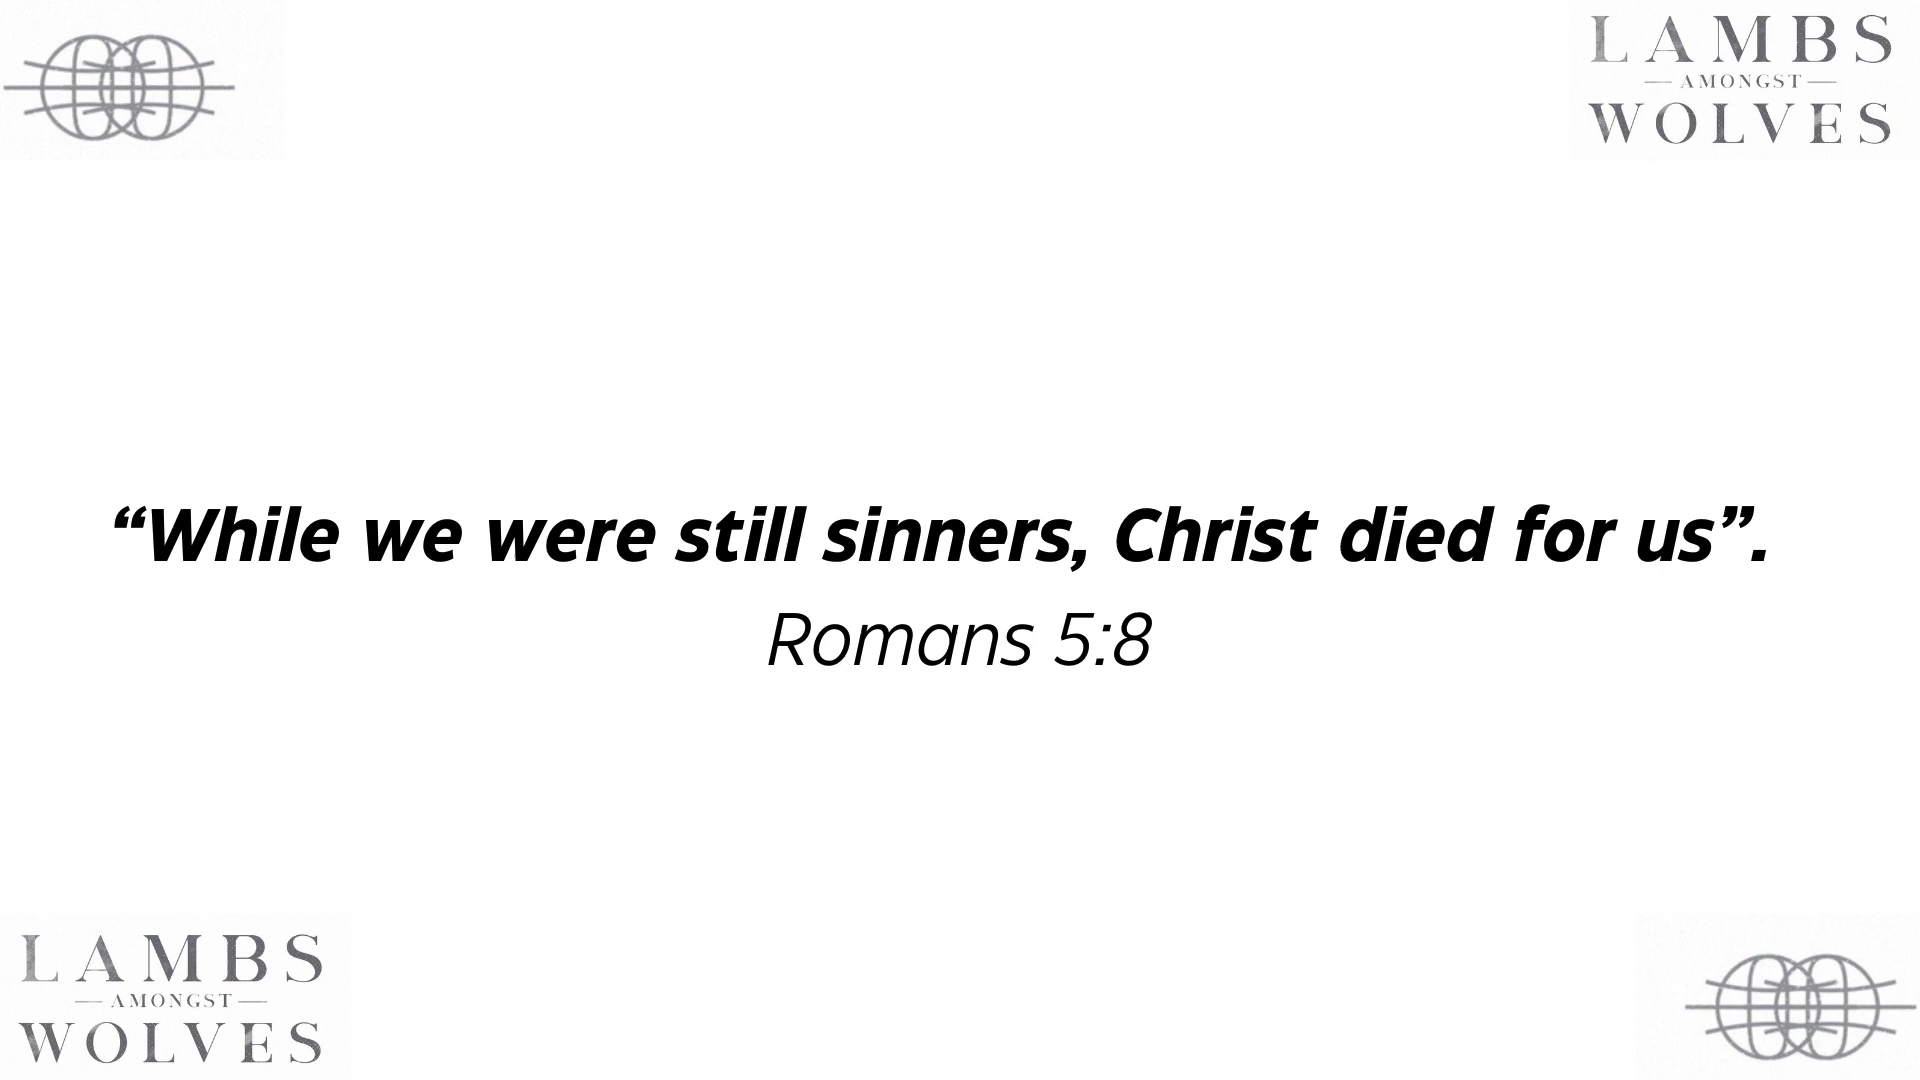 LAMBS
AMONGST
WOLVES
“While we were still sinners, Christ died for us”.
Romans 5:8
LAMBS
AMONGST
WOLVES